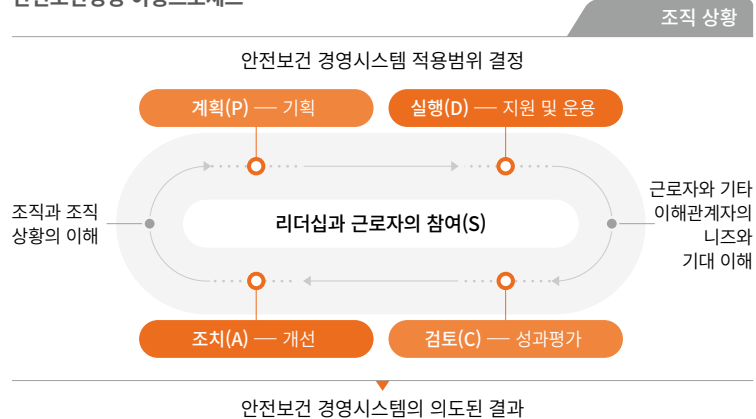 조직 상황
안전보건 경영시스템 적용범위 결정
계획(P) — 기획
실행(D) — 지원 및 운용
조직과 조직
상황의 이해
리더십과 근로자의 참여(S)
근로자와 기타
이해관계자의
니즈와
기대 이해
조치(A) — 개선
검토(C) — 성과평가
안전보건 경영시스템의 의도된 결과